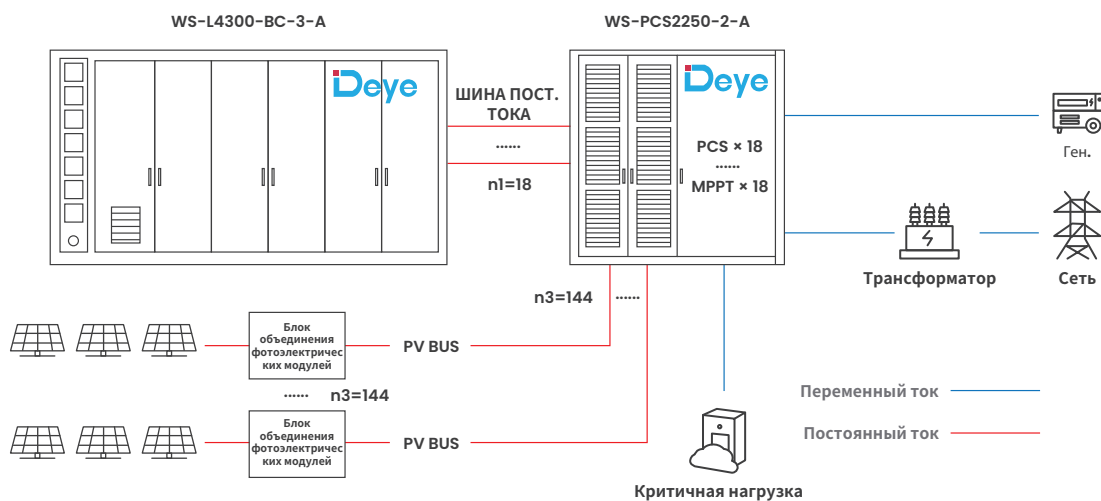 WS-L4300-BC-3-A
WS-PCS2250-2-A
Deye
ШИНА ПОСТ.
ТОКА
......
n1=18
Deye
PCS × 18
......
MPPT × 18
Ген.
Трансформатор
Сеть
n3=144
......
Блок
объединения
фотоэлектричес
ких модулей
PV BUS
......
n3=144
Блок
объединения
фотоэлектричес
ких модулей
PV BUS
Переменный ток
Постоянный ток
Критичная нагрузка